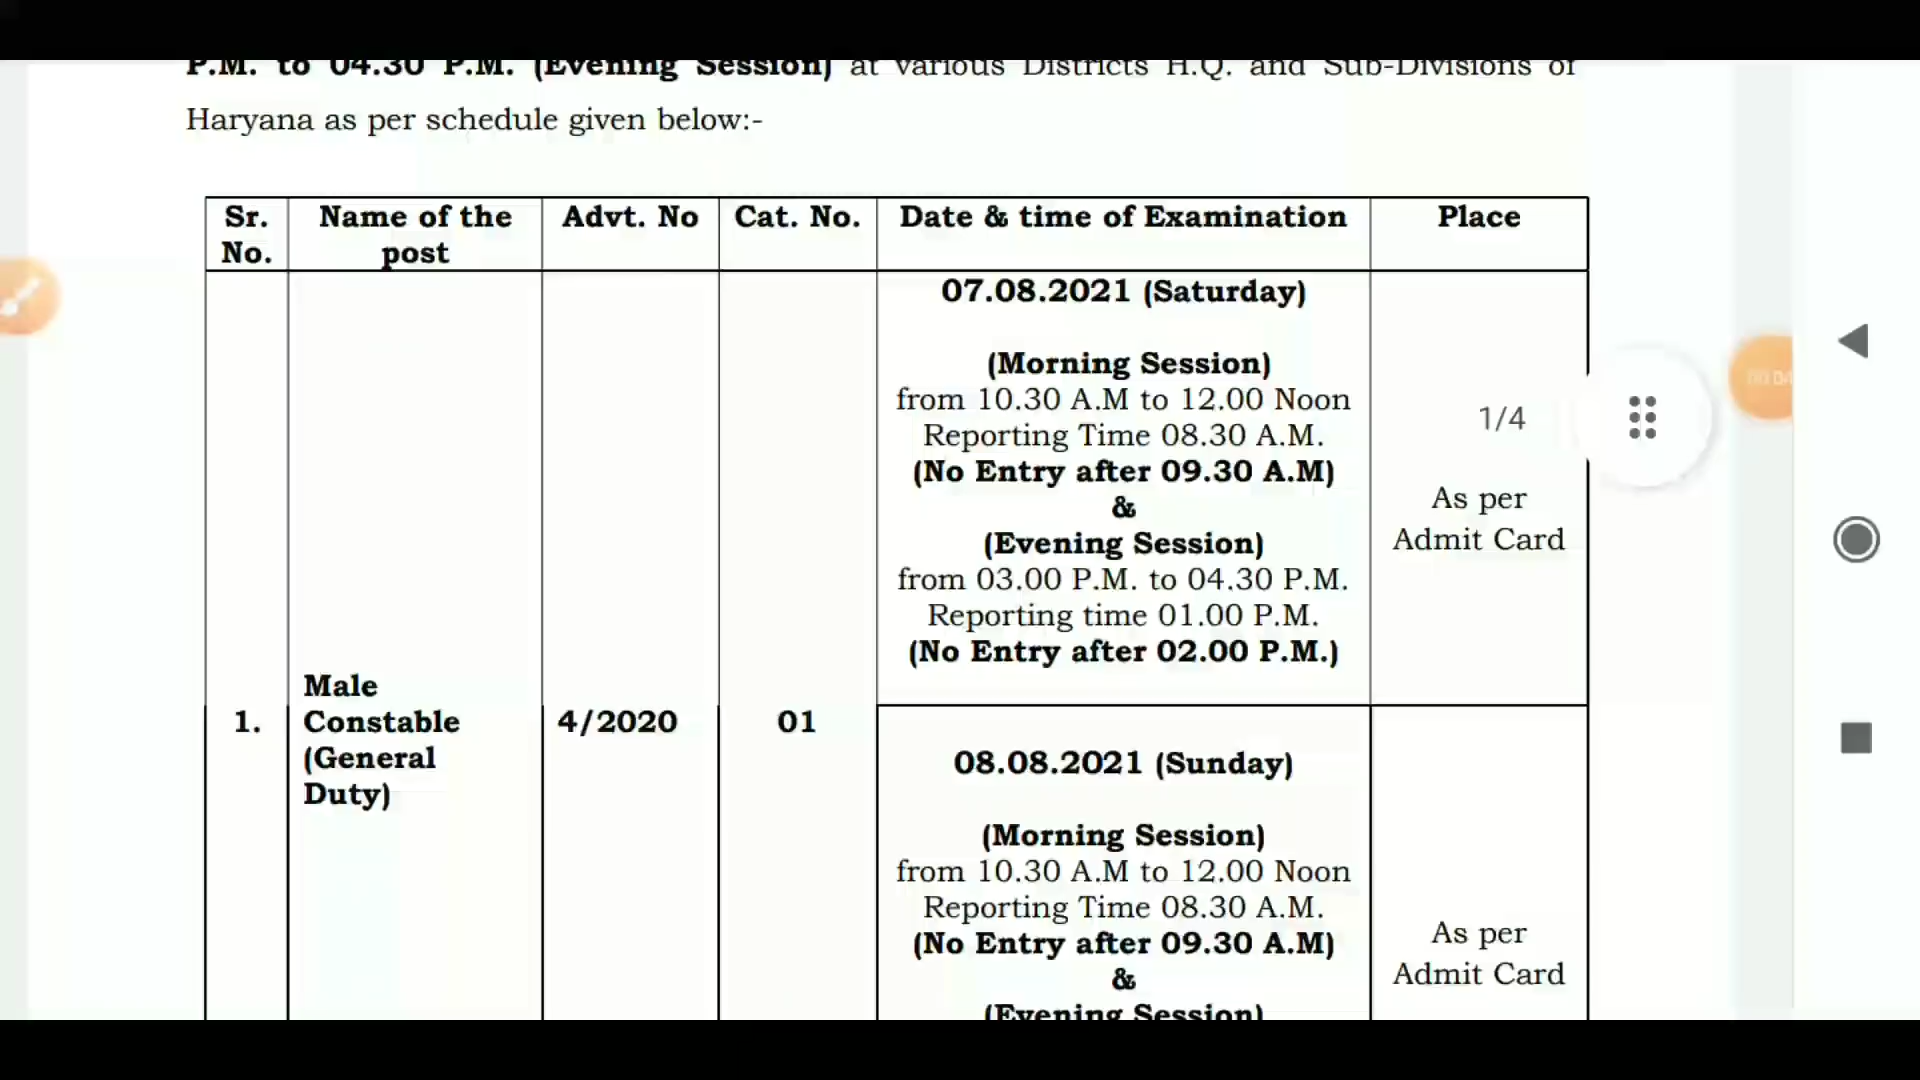 P.M. to 04.30 P.M. (Evening Session) at various Districts H.Q. and Sub-Divisions of
Haryana as per schedule given below:-
Sr. No.
Name of the post
Advt. No
Cat. No.
Date & time of Examination
Place
1.
Male
Constable
(General
Duty)
4/2020
01
07.08.2021 (Saturday)
(Morning Session)
from 10.30 A.M to 12.00 Noon
Reporting Time 08.30 A.M.
(No Entry after 09.30 A.M)
&
(Evening Session)
from 03.00 P.M. to 04.30 P.M.
Reporting time 01.00 P.M.
(No Entry after 02.00 P.M.)
As per
Admit Card
1/4
00:04
08.08.2021 (Sunday)
(Morning Session)
from 10.30 A.M to 12.00 Noon
Reporting Time 08.30 A.M.
(No Entry after 09.30 A.M)
&
(Evening Session)
As per
Admit Card